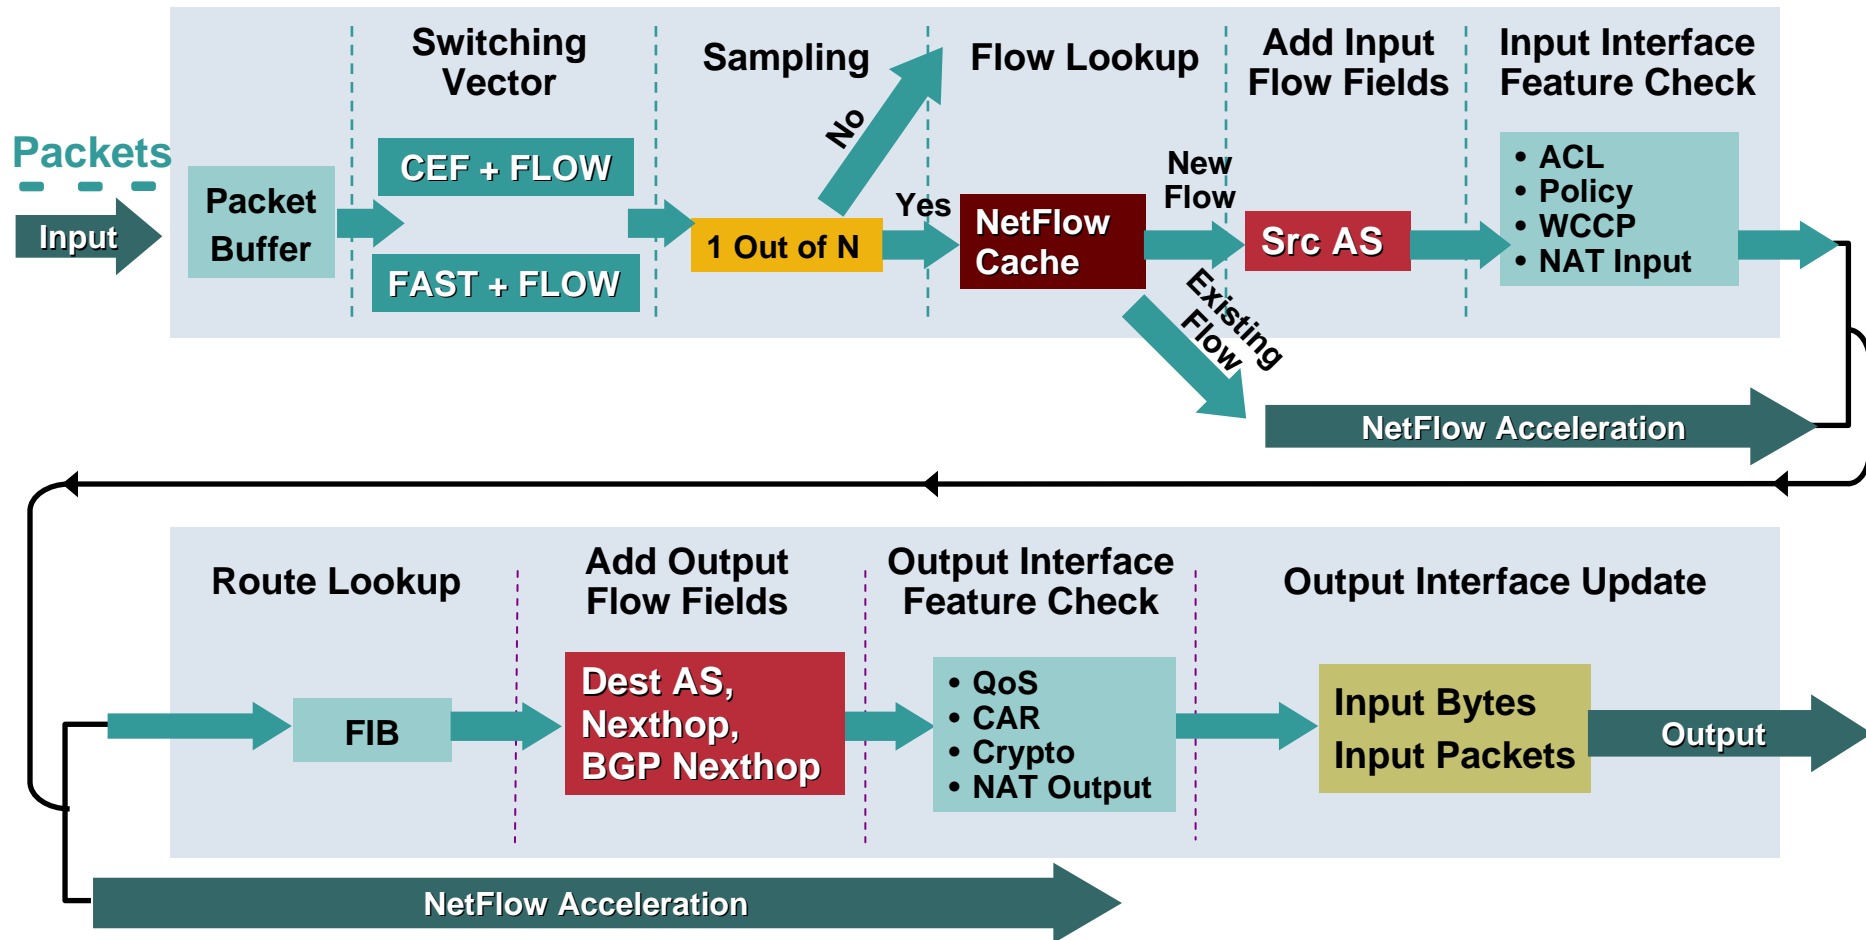 Switching
Vector
Sampling
Flow Lookup
Add Input
Flow Fields
Input Interface
Feature Check
Packets
Input
Packet
Buffer
CEF + FLOW
FAST + FLOW
No
1 Out of N
Yes
NetFlow
Cache
New
Flow
Existing
Flow
Src AS
• ACL
• Policy
• WCCP
• NAT Input
NetFlow Acceleration
Route Lookup
Add Output
Flow Fields
Output Interface
Feature Check
Output Interface Update
FIB
Dest AS,
Nexthop,
BGP Nexthop
• QoS
• CAR
• Crypto
• NAT Output
Input Bytes
Input Packets
Output
NetFlow Acceleration